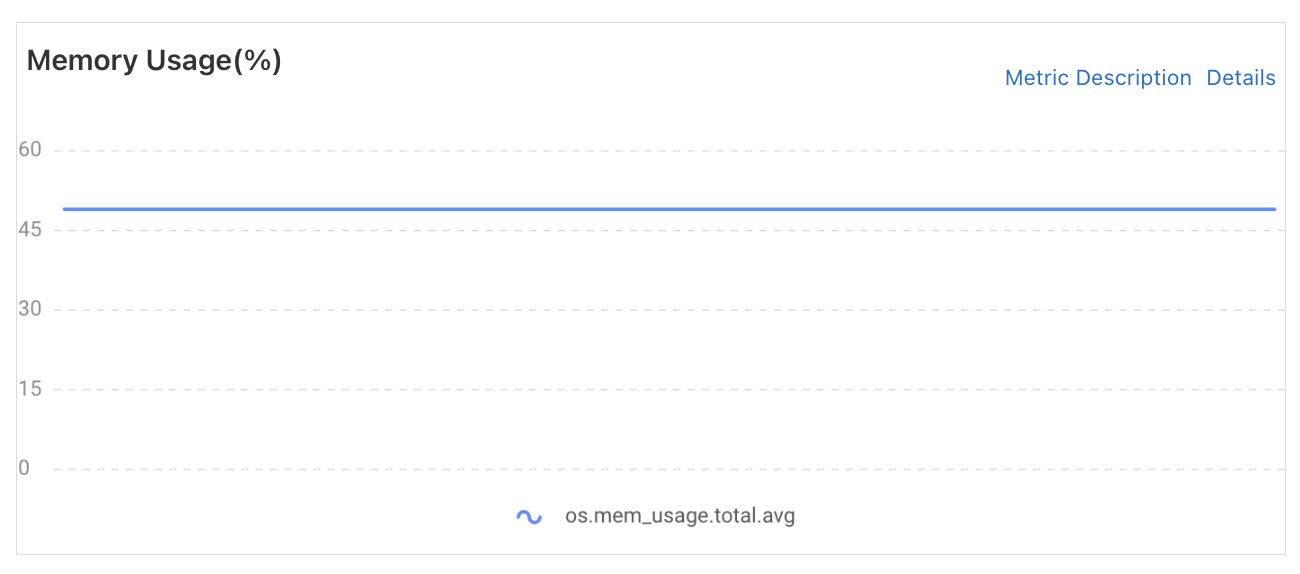 Memory Usage(%)
Metric Description Details
60
45
30
15
0
os.mem_usage.total.avg